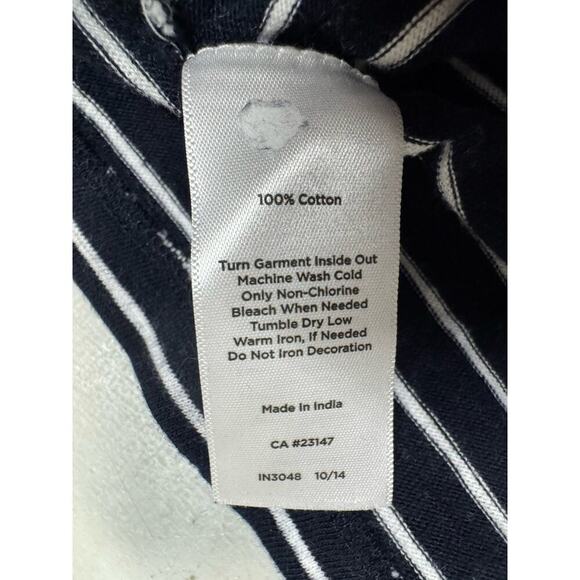 100% Cotton
Turn Garment Inside Out
Machine Wash Cold
Only Non-Chlorine
Bleach When Needed
Tumble Dry Low
Warm Iron, If Needed
Do Not Iron Decoration
Made In India
CA #23147
IN3048 10/14